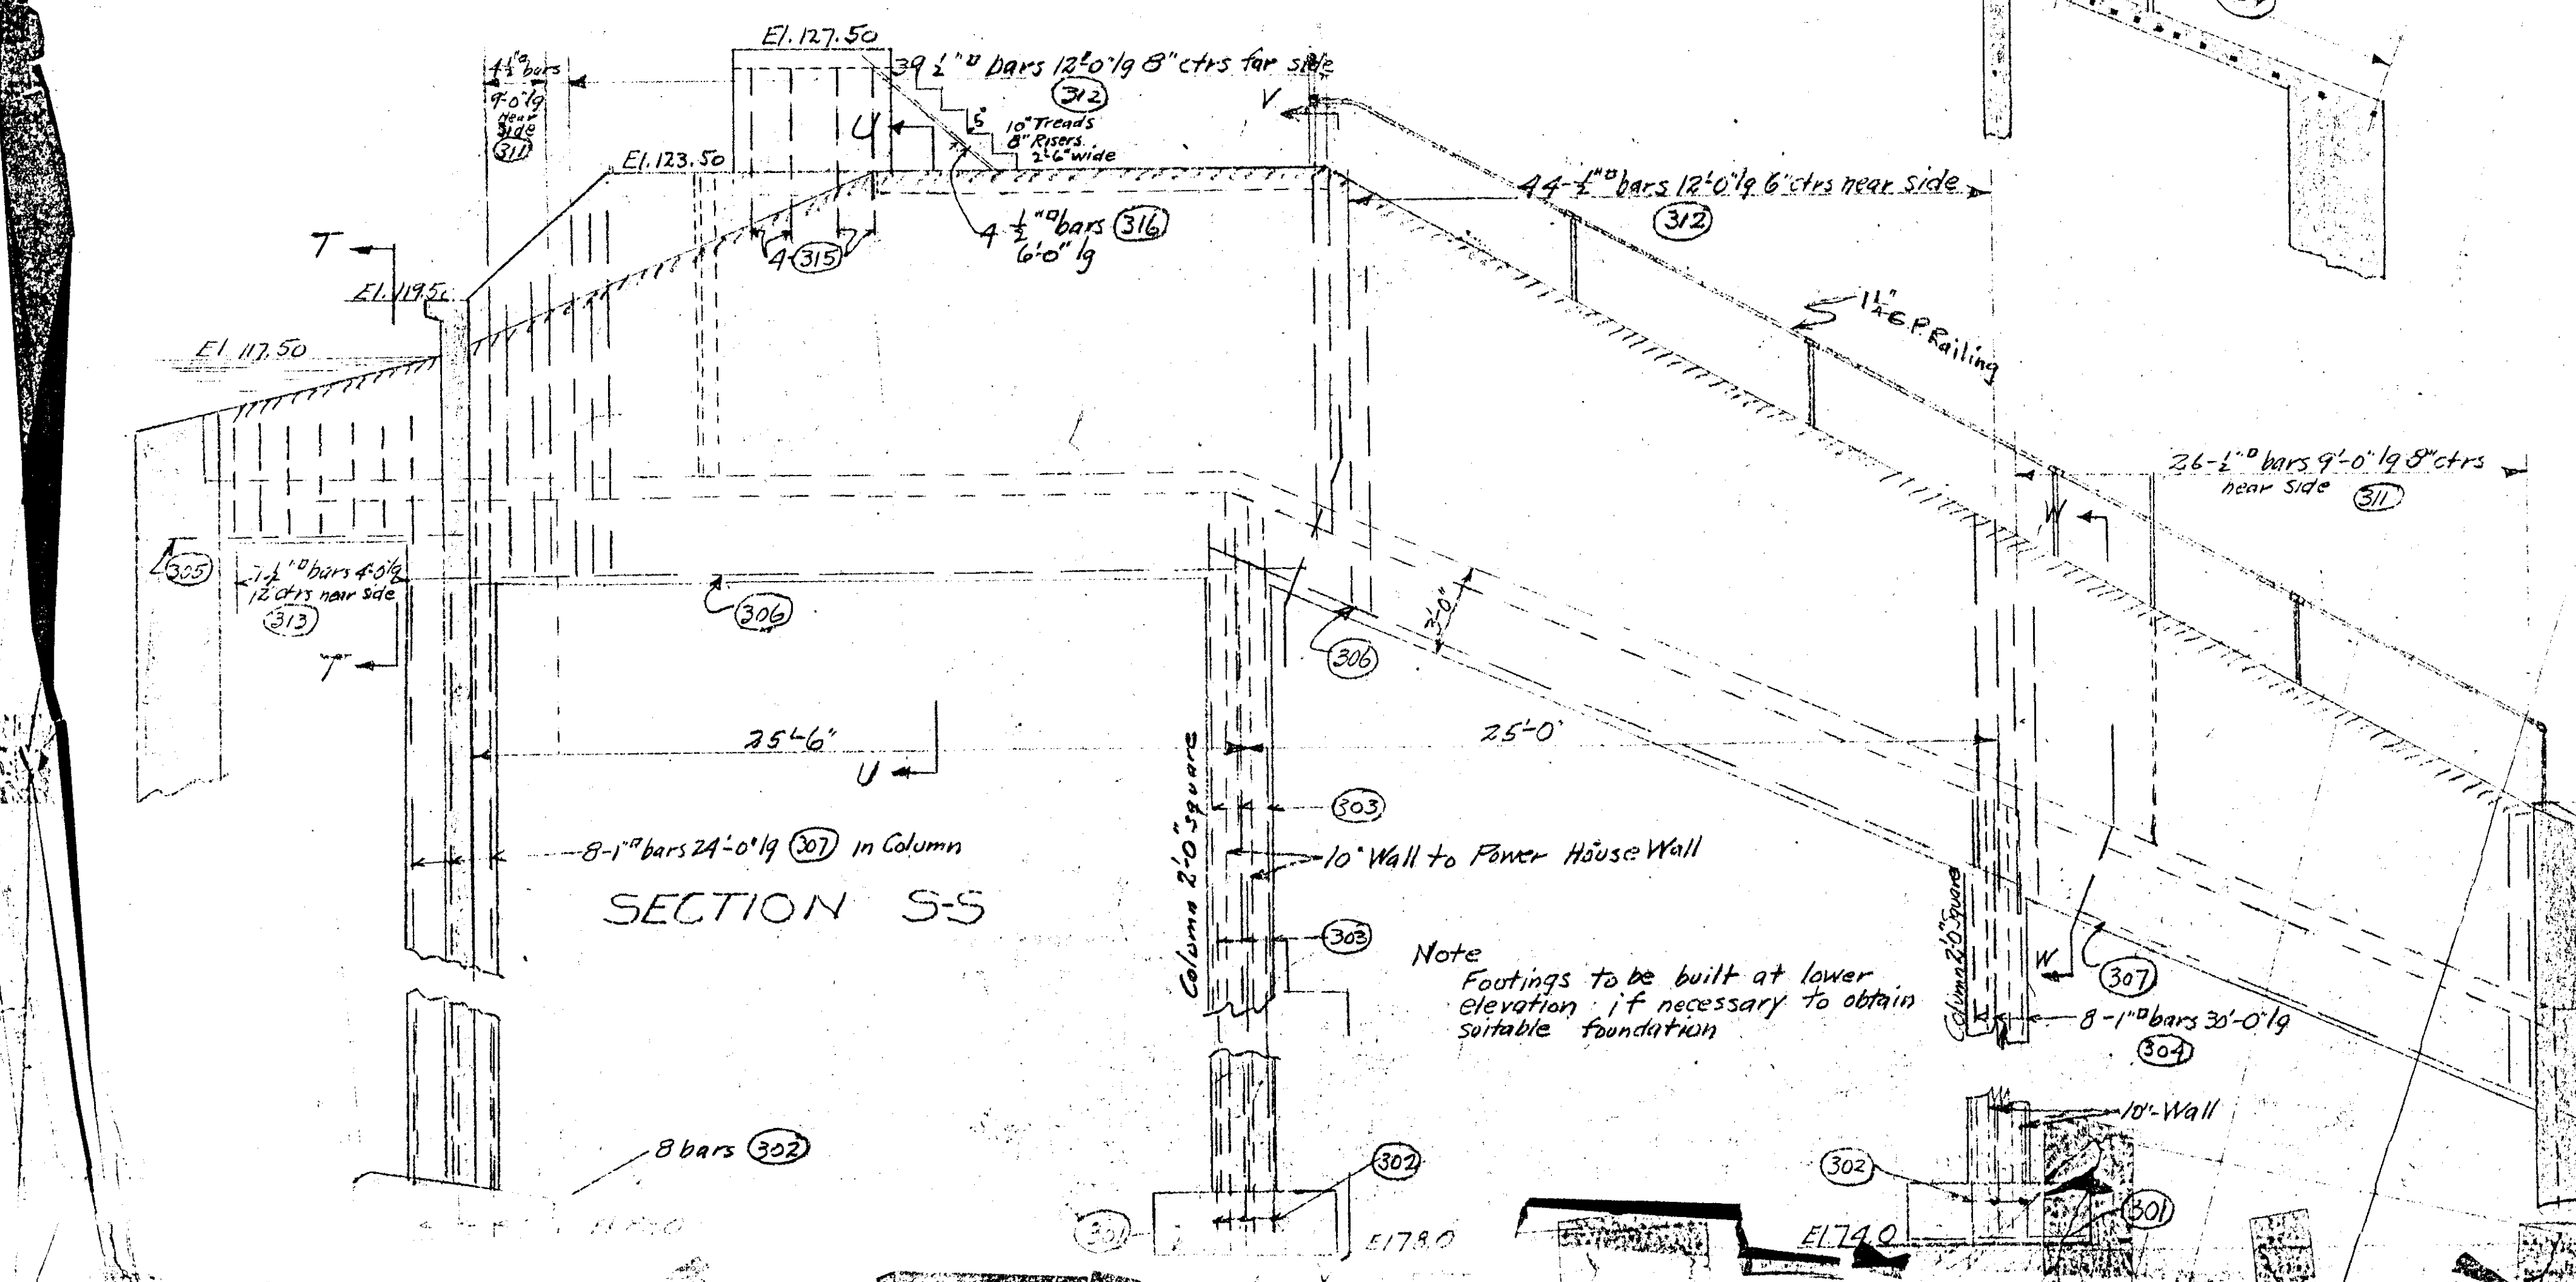 El. 127.50
4 ½"□ bars
9'-0" lg
near
side
311
39 ½"□ bars 12'-0" lg 8" ctrs far side
312
10" Treads
8" Risers
2'-6" wide
5
U
V
El. 123.50
44-½"□ bars 12'-0" lg 6" ctrs near side
312
T
4-315
4 ½"□ bars 316
6'-0" lg
El. 119.5
1¼" G.P. Railing
El. 117.50
26-½"□ bars 9'-0" lg 8" ctrs
near side 311
W
305
7-½"□ bars 4'-0" lg
12 ctrs near side
313
306
3'-0"
306
T
25'-6"
25'-0"
U
Column 2'-0" square
303
8-1"□ bars 24'-0" lg 307 in Column
10" Wall to Power House Wall
SECTION S-S
303
Column 2'-0" Square
Note
Footings to be built at lower
elevation if necessary to obtain
suitable foundation
W
307
8-1"□ bars 30'-0" lg
304
10"-Wall
8 bars 302
302
302
301
301
El 78.0
El 74.0